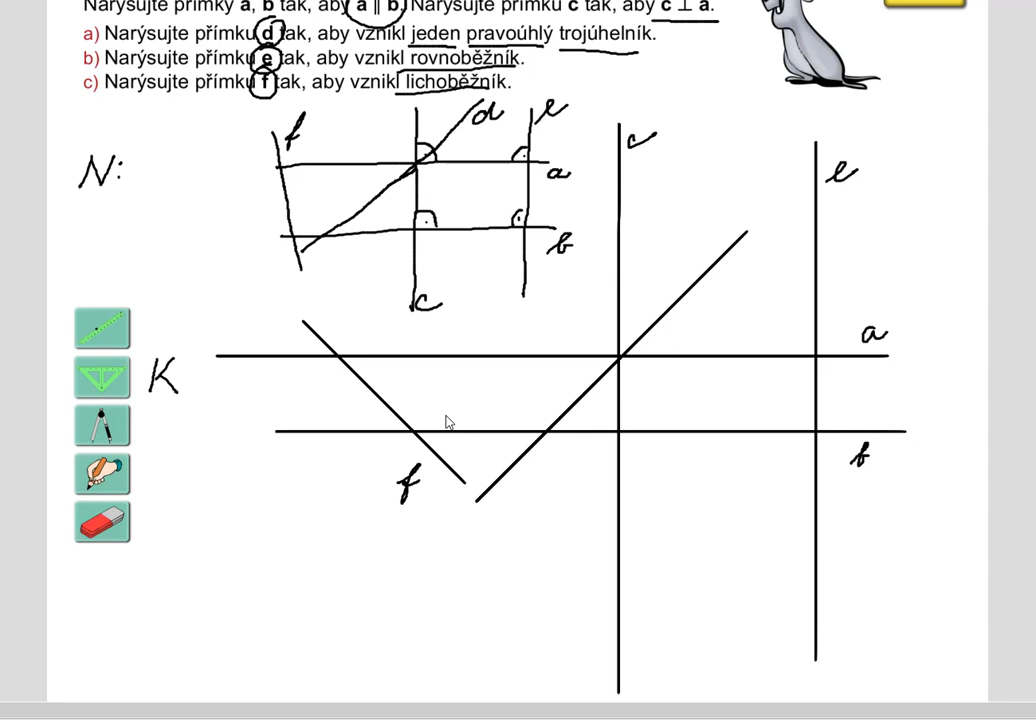 Narýsujte přímky a, b tak, aby a ∥ b. Narýsujte přímku c tak, aby c ⊥ a.
a) Narýsujte přímku d tak, aby vznikl jeden pravoúhlý trojúhelník.
b) Narýsujte přímku e tak, aby vznikl rovnoběžník.
c) Narýsujte přímku f tak, aby vznikl lichoběžník.
f d e
N: a
b
c
c e
a
K
b
f